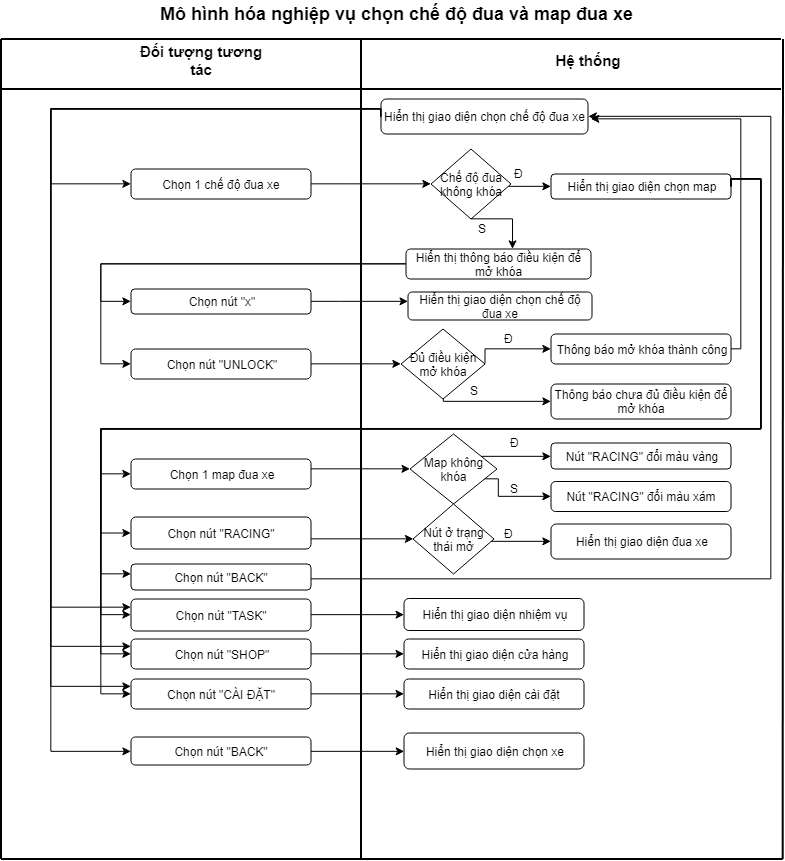 Mô hình hóa nghiệp vụ chọn chế độ đua và map đua xe
Đối tượng tương
tác
Hệ thống
Hiển thị giao diện chọn chế độ đua xe
Chọn 1 chế độ đua xe
Chế độ đua
không khóa
Đ
Hiển thị giao diện chọn map
S
Hiển thị thông báo điều kiện để
mở khóa
Chọn nút "x"
Hiển thị giao diện chọn chế độ
đua xe
Chọn nút "UNLOCK"
Đủ điều kiện
mở khóa
Đ
Thông báo mở khóa thành công
S
Thông báo chưa đủ điều kiện để
mở khóa
Chọn 1 map đua xe
Map không
khóa
Đ
Nút "RACING" đổi màu vàng
S
Nút "RACING" đổi màu xám
Chọn nút "RACING"
Nút ở trạng
thái mở
Đ
Hiển thị giao diện đua xe
Chọn nút "BACK"
Chọn nút "TASK"
Hiển thị giao diện nhiệm vụ
Chọn nút "SHOP"
Hiển thị giao diện cửa hàng
Chọn nút "CÀI ĐẶT"
Hiển thị giao diện cài đặt
Chọn nút "BACK"
Hiển thị giao diện chọn xe